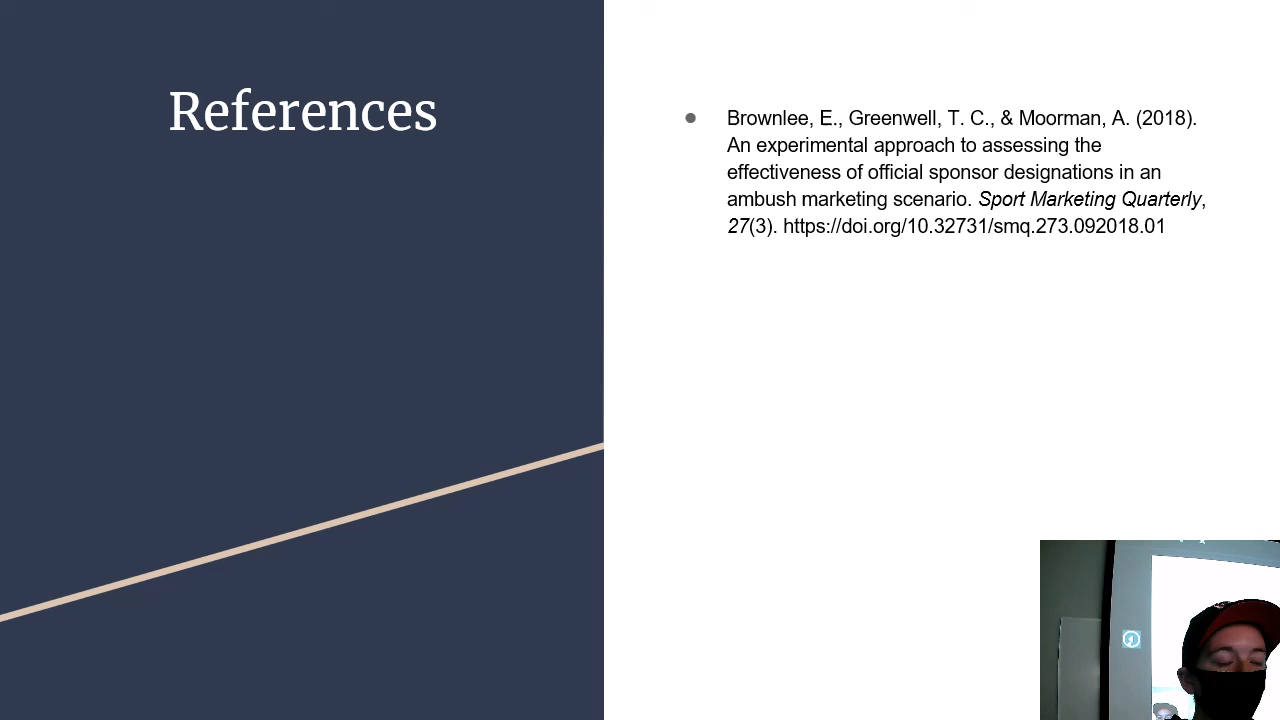 References
Brownlee, E., Greenwell, T. C., & Moorman, A. (2018).
An experimental approach to assessing the
effectiveness of official sponsor designations in an
ambush marketing scenario. Sport Marketing Quarterly,
27(3). https://doi.org/10.32731/smq.273.092018.01